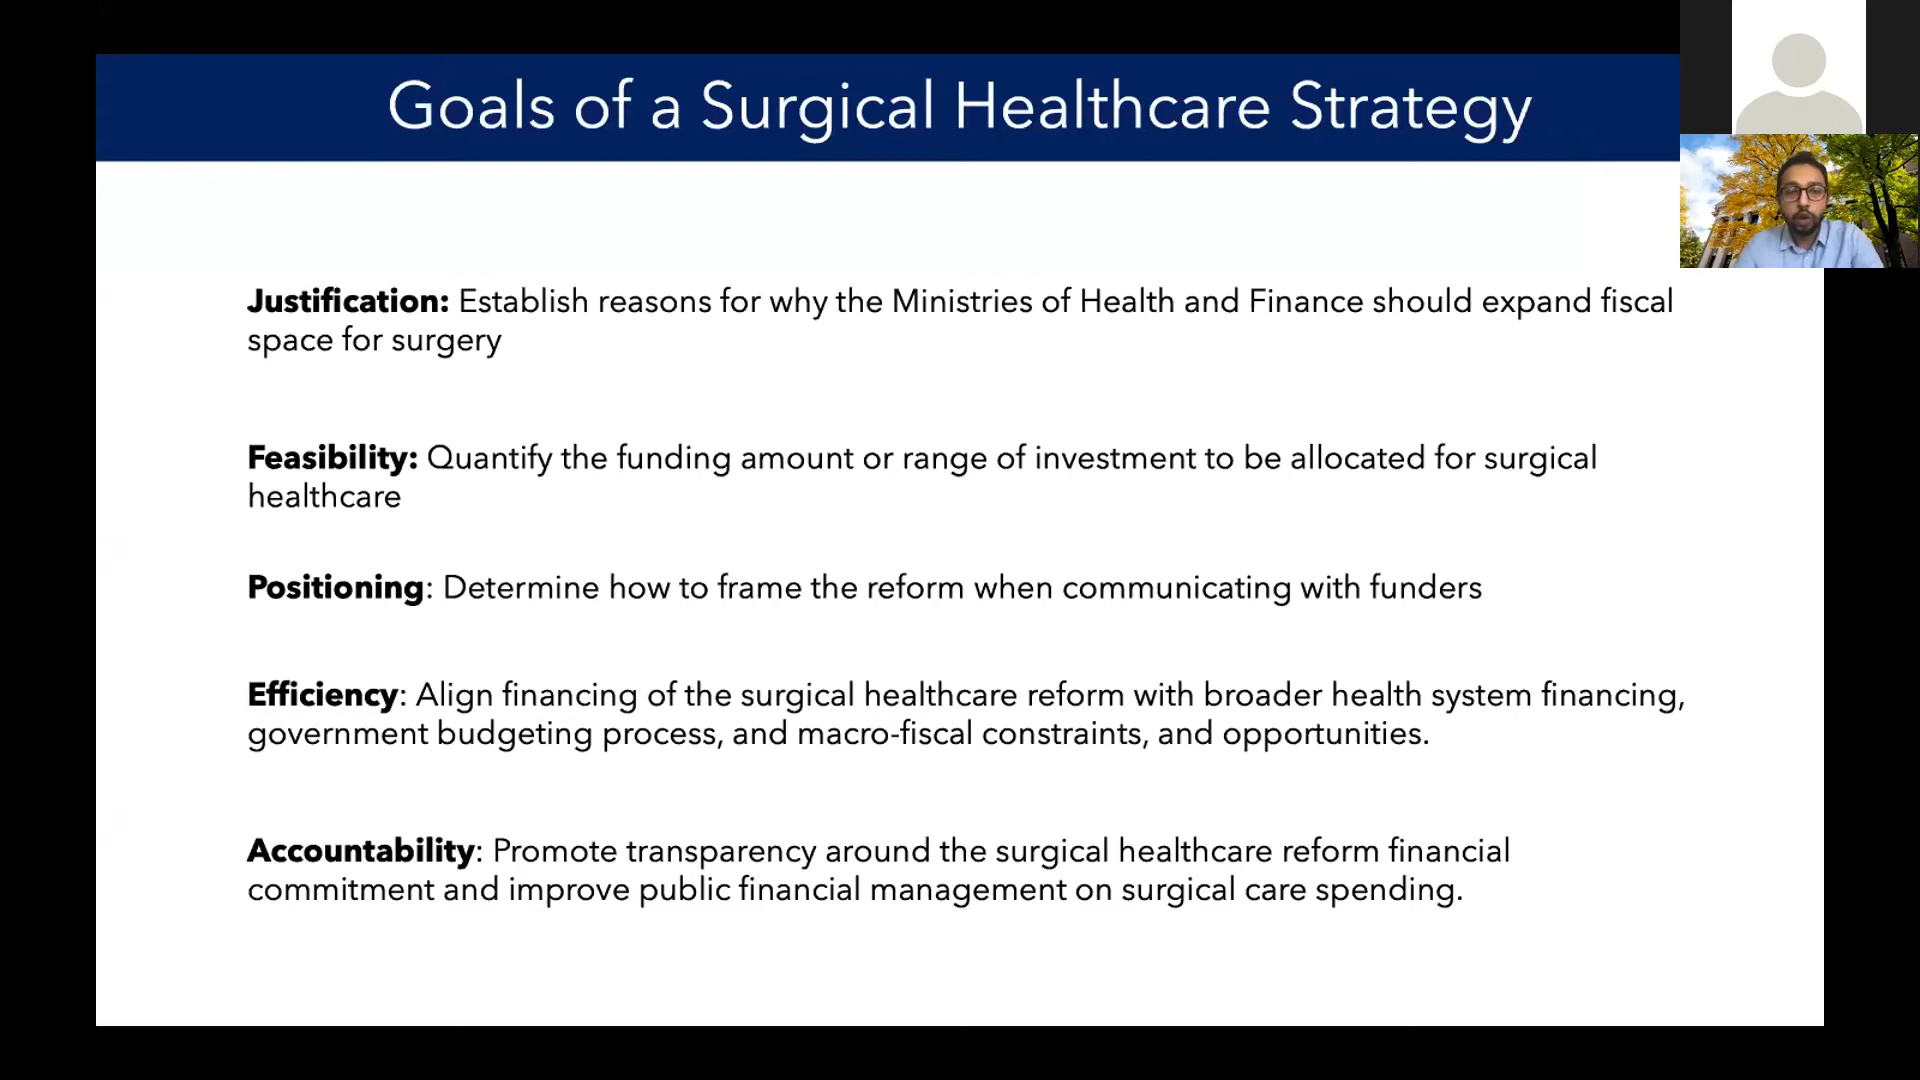 Goals of a Surgical Healthcare Strategy
Justification: Establish reasons for why the Ministries of Health and Finance should expand fiscal
space for surgery
Feasibility: Quantify the funding amount or range of investment to be allocated for surgical
healthcare
Positioning: Determine how to frame the reform when communicating with funders
Efficiency: Align financing of the surgical healthcare reform with broader health system financing,
government budgeting process, and macro-fiscal constraints, and opportunities.
Accountability: Promote transparency around the surgical healthcare reform financial
commitment and improve public financial management on surgical care spending.